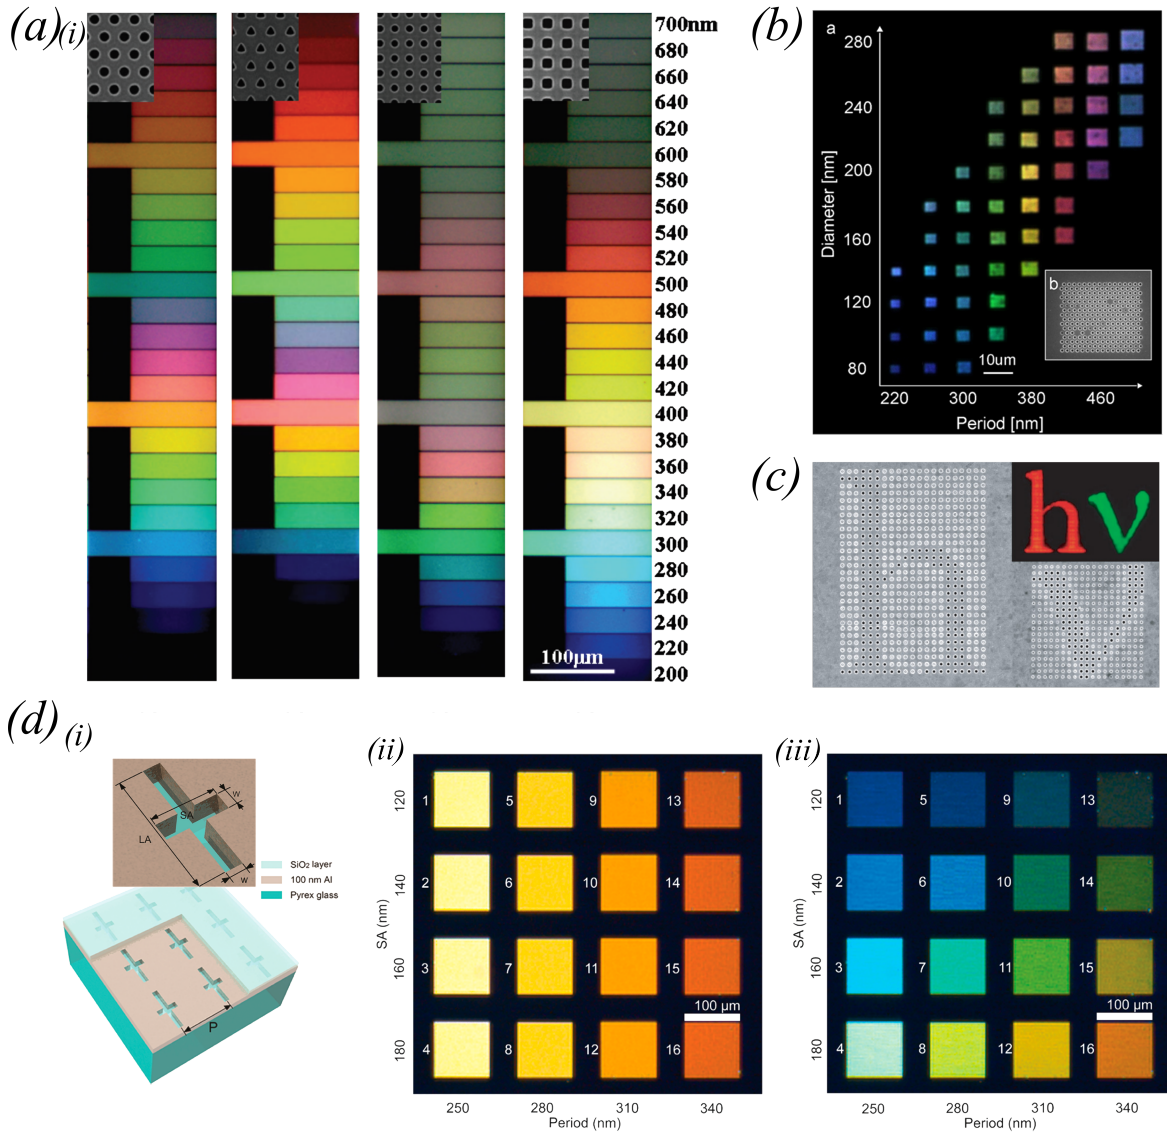 (a)(i)
700nm
680
660
640
620
600
580
560
540
520
500
480
460
440
420
400
380
360
340
320
300
280
260
240
220
200
100μm
(b)
a
280
240
200
160
120
80
Diameter [nm]
b
10um
220 300 380 460
Period [nm]
(c)
hν
(d) (i)
W
SA
LA
W
SiO2 layer
100 nm Al
Pyrex glass
P
(ii)
120 1 5 9 13
140 2 6 10 14
160 3 7 11 15
100 μm
180 4 8 12 16
SA (nm)
250 280 310 340
Period (nm)
(iii)
120 1 5 9 13
140 2 6 10 14
160 3 7 11 15
100 μm
180 4 8 12 16
SA (nm)
250 280 310 340
Period (nm)